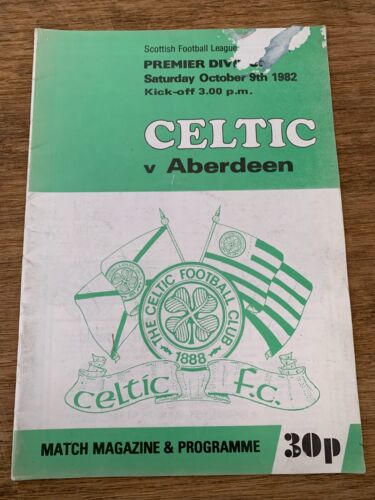 Scottish Football League
PREMIER
Saturday October 9th 1982
Kick-off 3.00 p.m.
CELTIC
v Aberdeen
THE CELTIC FOOTBALL CLUB
1888
celtic f.c.
MATCH MAGAZINE & PROGRAMME
30p